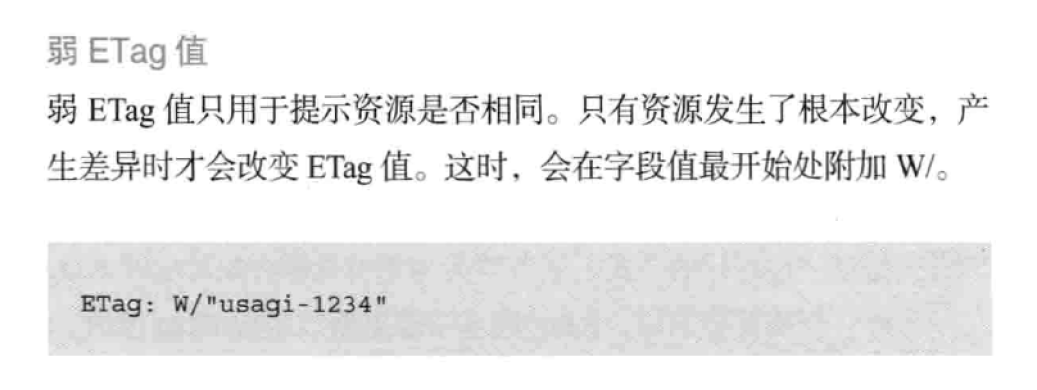 弱 ETag 值
弱 ETag 值只用于提示资源是否相同。只有资源发生了根本改变，产
生差异时才会改变 ETag 值。这时，会在字段值最开始处附加 W/。
ETag: W/"usagi-1234"